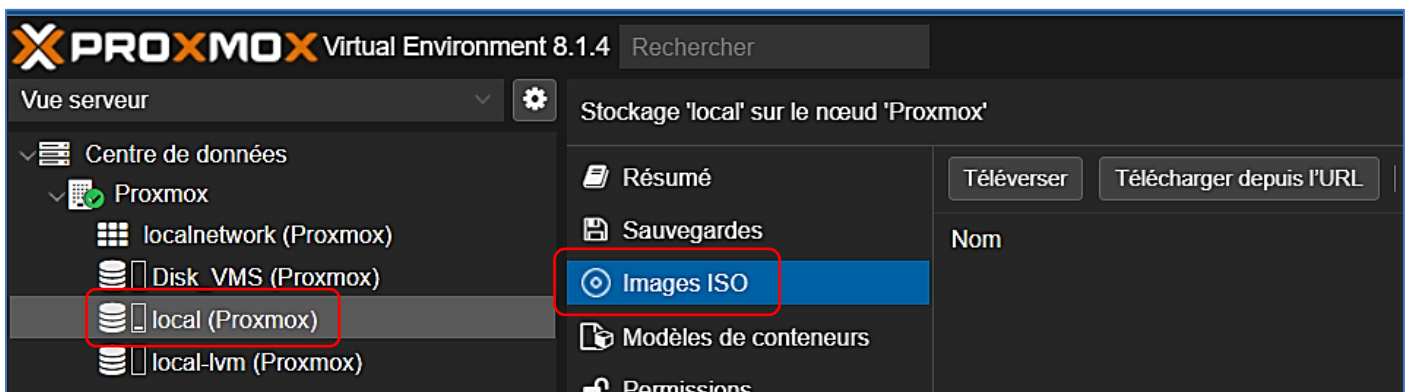 PROXMOX Virtual Environment 8.1.4 Rechercher
Vue serveur
Centre de données
Proxmox
localnetwork (Proxmox)
Disk_VMS (Proxmox)
local (Proxmox)
local-lvm (Proxmox)
Stockage 'local' sur le nœud 'Proxmox'
Résumé
Sauvegardes
Images ISO
Modèles de conteneurs
Permissions
Téléverser Télécharger depuis l'URL
Nom